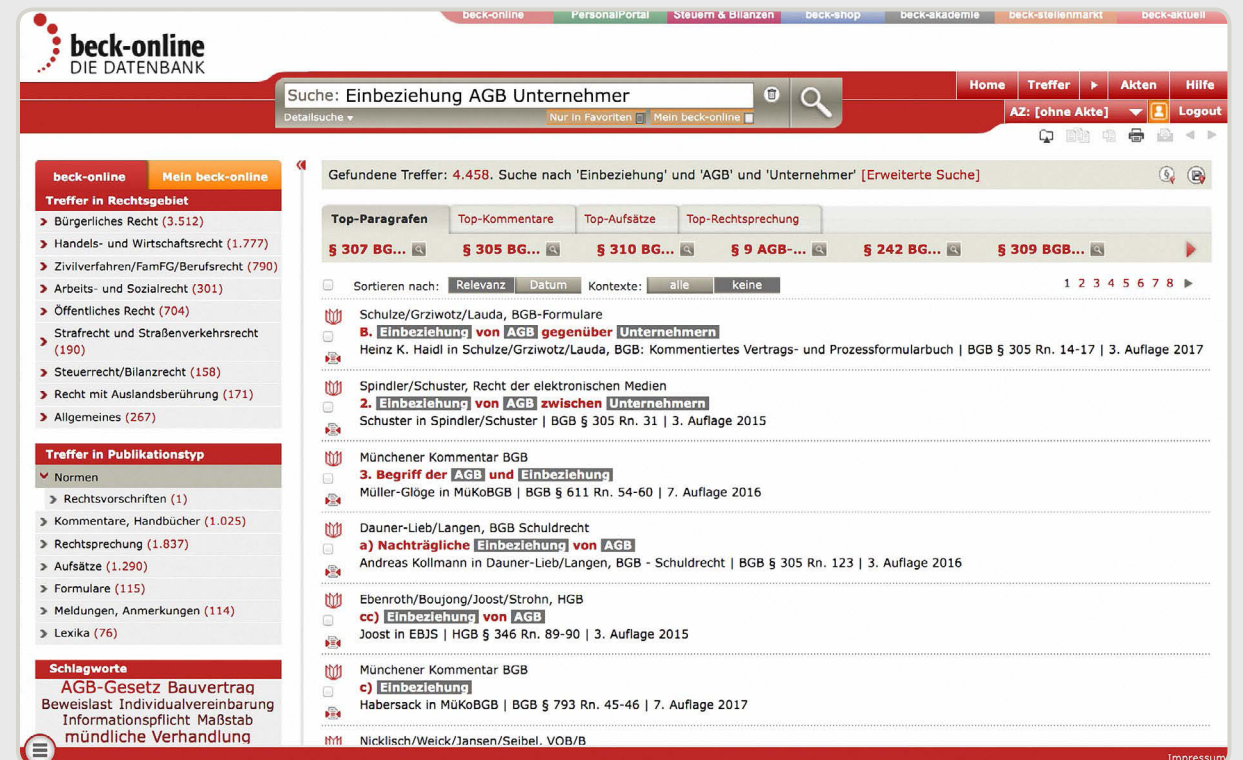 beck-online PersonalPortal Steuern & Bilanzen beck-shop beck-akademie beck-stellenmarkt beck-aktuell
beck-online
DIE DATENBANK
Suche: Einbeziehung AGB Unternehmer
Detailsuche
Nur in Favoriten Mein beck-online
Home Treffer Akten Hilfe
AZ: [ohne Akte] Logout
beck-online Mein beck-online
Treffer in Rechtsgebiet
Bürgerliches Recht (3.512)
Handels- und Wirtschaftsrecht (1.777)
Zivilverfahren/FamFG/Berufsrecht (790)
Arbeits- und Sozialrecht (301)
Öffentliches Recht (704)
Strafrecht und Straßenverkehrsrecht
(190)
Steuerrecht/Bilanzrecht (158)
Recht mit Auslandsberührung (171)
Allgemeines (267)
Treffer in Publikationstyp
Normen
Rechtsvorschriften (1)
Kommentare, Handbücher (1.025)
Rechtsprechung (1.837)
Aufsätze (1.290)
Formulare (115)
Meldungen, Anmerkungen (114)
Lexika (76)
Schlagworte
AGB-Gesetz Bauvertrag
Beweislast Individualvereinbarung
Informationspflicht Maßstab
mündliche Verhandlung
Gefundene Treffer: 4.458. Suche nach 'Einbeziehung' und 'AGB' und 'Unternehmer' [Erweiterte Suche]
Top-Paragrafen Top-Kommentare Top-Aufsätze Top-Rechtsprechung
§ 307 BG... § 305 BG... § 310 BG... § 9 AGB-... § 242 BG... § 309 BGB...
Sortieren nach: Relevanz Datum Kontexte: alle keine 1 2 3 4 5 6 7 8
Schulze/Grziwotz/Lauda, BGB-Formulare
B. Einbeziehung von AGB gegenüber Unternehmern
Heinz K. Haidl in Schulze/Grziwotz/Lauda, BGB: Kommentiertes Vertrags- und Prozessformularbuch | BGB § 305 Rn. 14-17 | 3. Auflage 2017
Spindler/Schuster, Recht der elektronischen Medien
2. Einbeziehung von AGB zwischen Unternehmern
Schuster in Spindler/Schuster | BGB § 305 Rn. 31 | 3. Auflage 2015
Münchener Kommentar BGB
3. Begriff der AGB und Einbeziehung
Müller-Glöge in MüKoBGB | BGB § 611 Rn. 54-60 | 7. Auflage 2016
Dauner-Lieb/Langen, BGB Schuldrecht
a) Nachträgliche Einbeziehung von AGB
Andreas Kollmann in Dauner-Lieb/Langen, BGB - Schuldrecht | BGB § 305 Rn. 123 | 3. Auflage 2016
Ebenroth/Boujong/Joost/Strohn, HGB
cc) Einbeziehung von AGB
Joost in EBJS | HGB § 346 Rn. 89-90 | 3. Auflage 2015
Münchener Kommentar BGB
c) Einbeziehung
Habersack in MüKoBGB | BGB § 793 Rn. 45-46 | 7. Auflage 2017
Nicklisch/Weick/Jansen/Seibel, VOB/B
Impressum